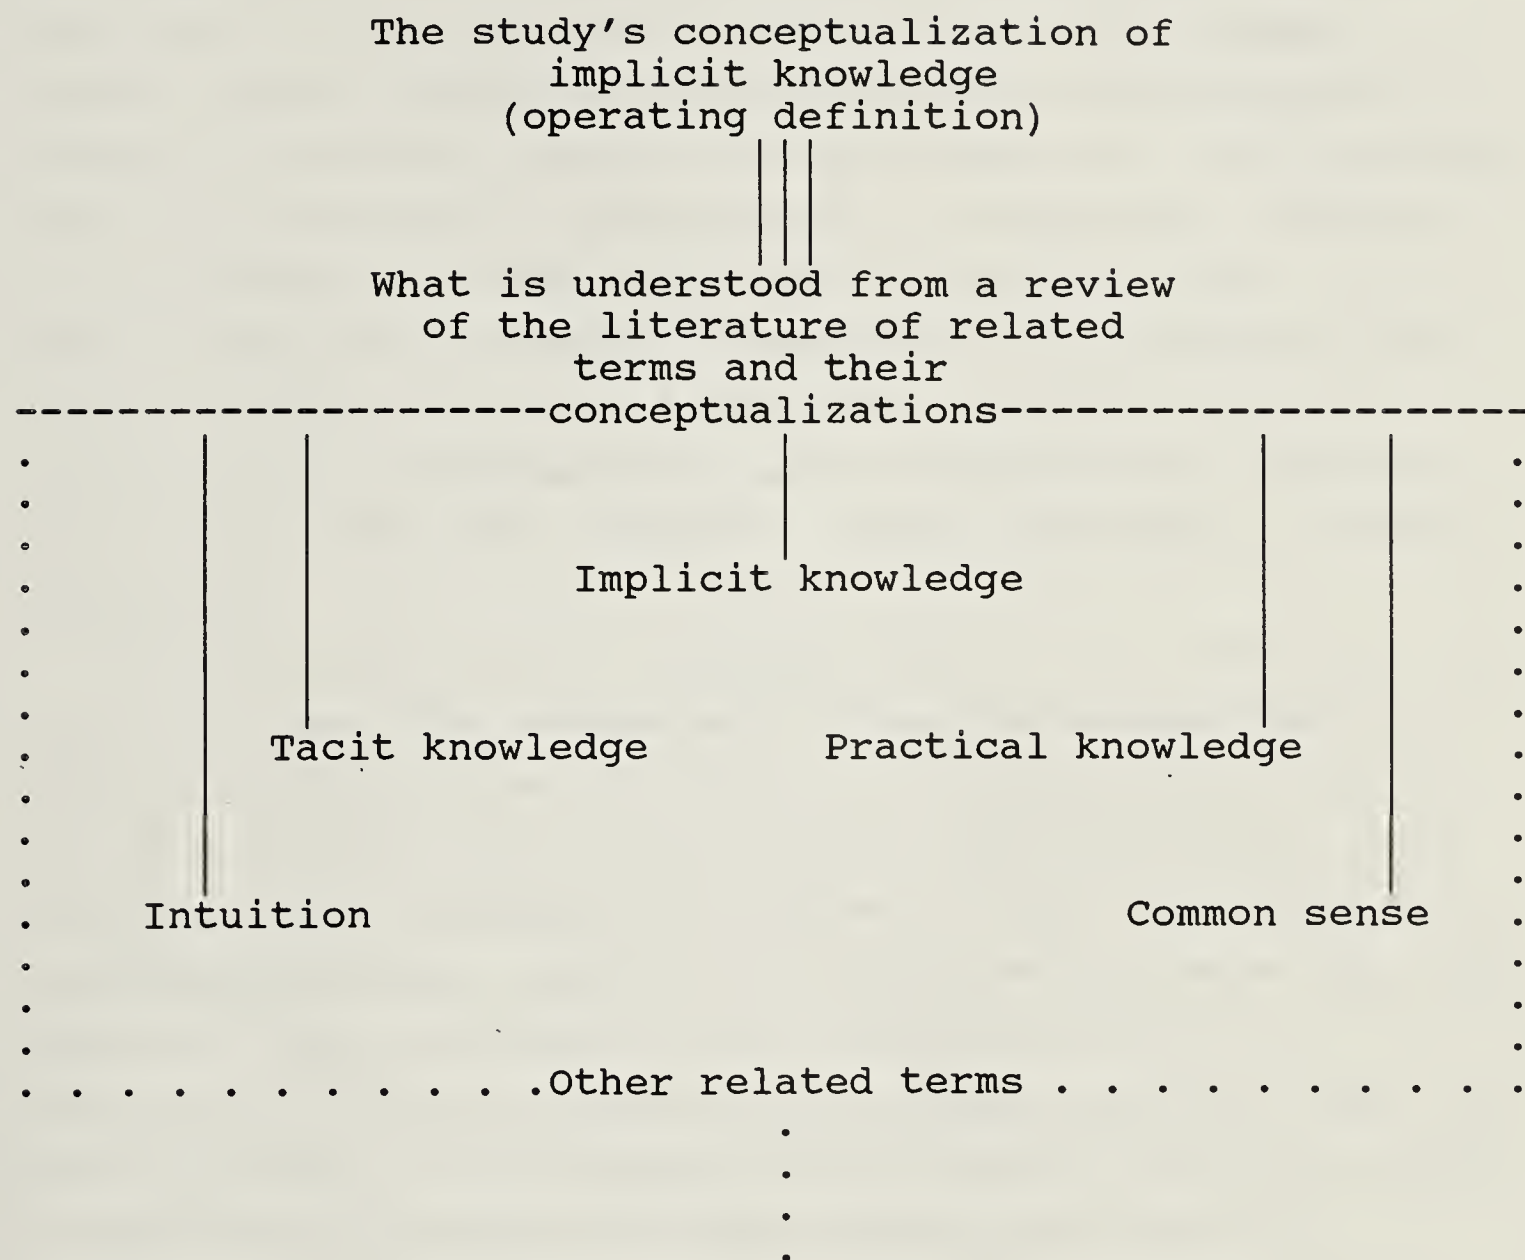 The study's conceptualization of
implicit knowledge
(operating definition)
What is understood from a review
of the literature of related
terms and their
conceptualizations
Implicit knowledge
Tacit knowledge
Practical knowledge
Intuition
Common sense
Other related terms